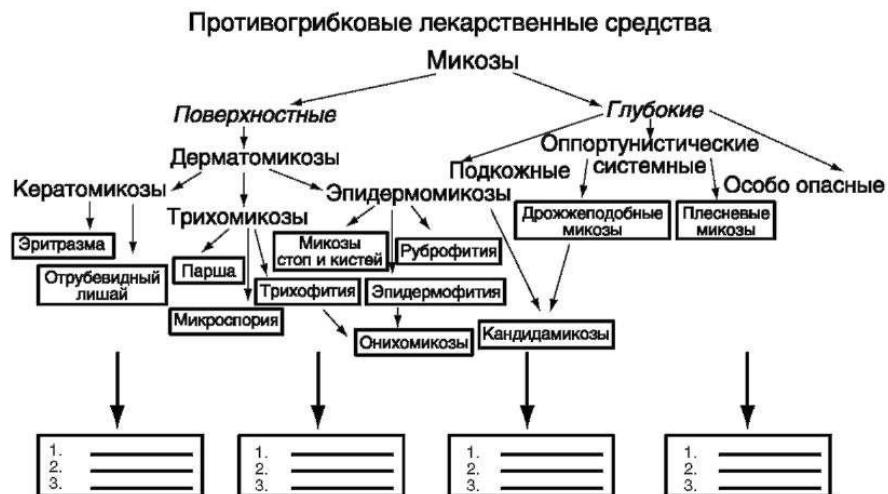 Противогрибковые лекарственные средства
Микозы
Поверхностные
Глубокие
Дерматомикозы
Подкожные
Оппортунистические
системные
Особо опасные
Кератомикозы
Трихомикозы
Эпидермомикозы
Эритразма
Отрубевидный
лишай
Парша
Микроспория
Трихофития
Микозы
стоп и кистей
Руброфития
Эпидермофития
Онихомикозы
Дрожжеподобные
микозы
Плесневые
микозы
Кандидамикозы
1.
2.
3.
1.
2.
3.
1.
2.
3.
1.
2.
3.